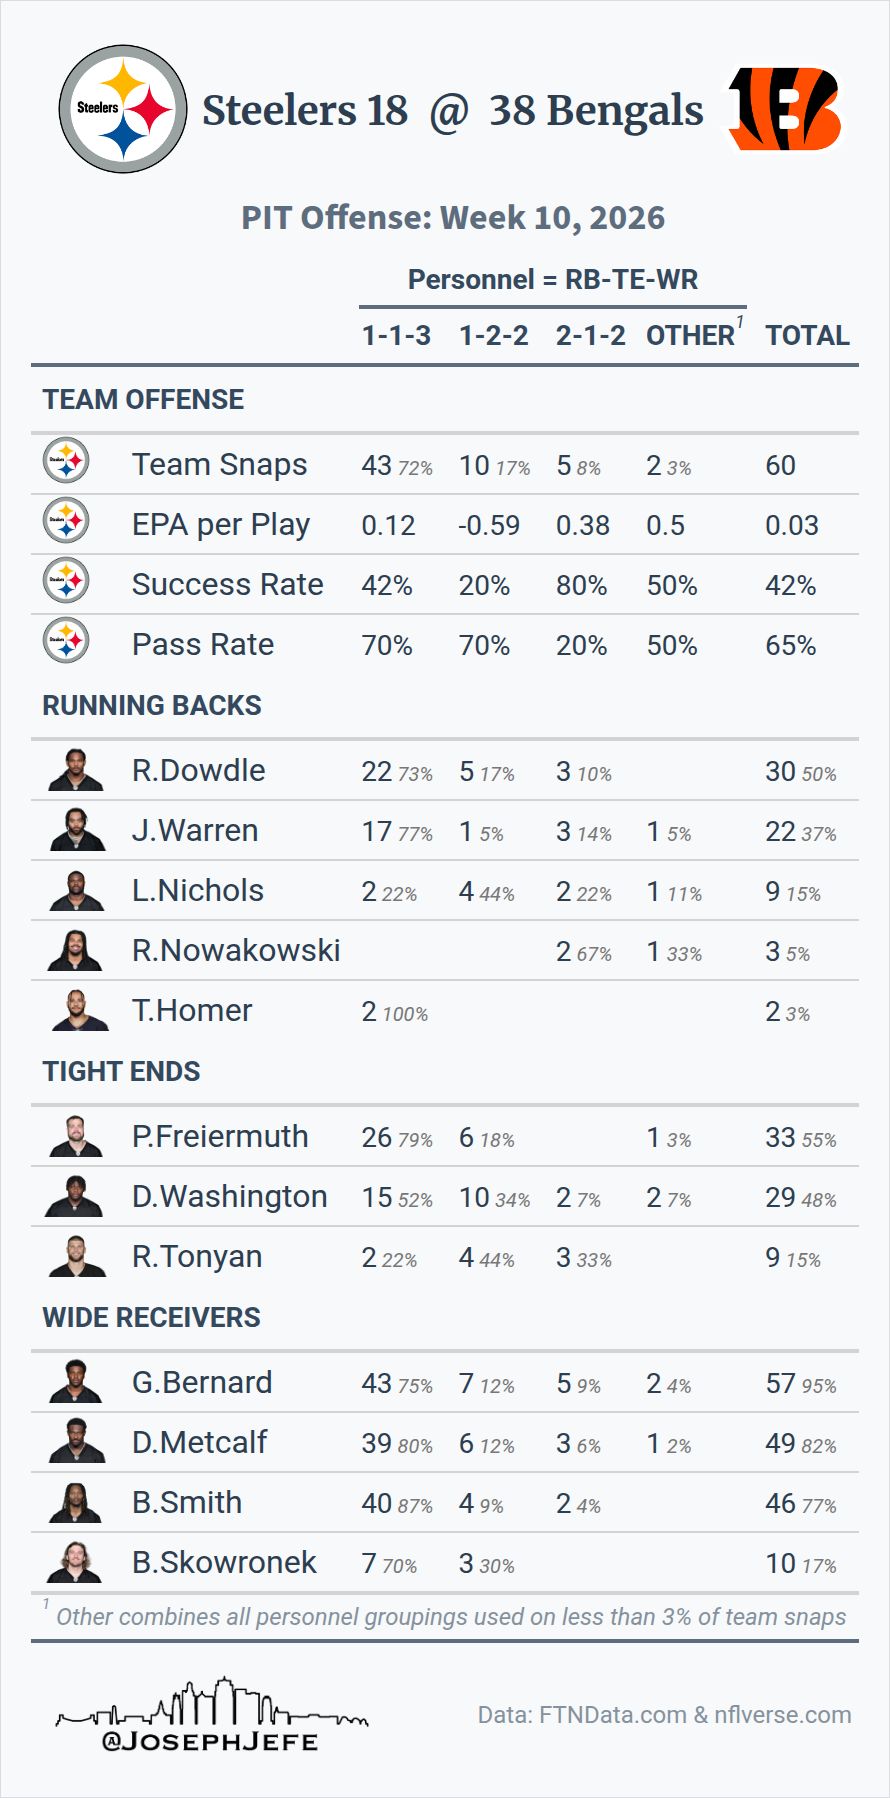 Steelers
Steelers 18 @ 38 Bengals
PIT Offense: Week 10, 2026
Personnel = RB-TE-WR
1-1-3 1-2-2 2-1-2 OTHER1 TOTAL
TEAM OFFENSE
Team Snaps 43 72% 10 17% 5 8% 2 3% 60
EPA per Play 0.12 -0.59 0.38 0.5 0.03
Success Rate 42% 20% 80% 50% 42%
Pass Rate 70% 70% 20% 50% 65%
RUNNING BACKS
R.Dowdle 22 73% 5 17% 3 10% 30 50%
J.Warren 17 77% 1 5% 3 14% 1 5% 22 37%
L.Nichols 2 22% 4 44% 2 22% 1 11% 9 15%
R.Nowakowski 2 67% 1 33% 3 5%
T.Homer 2 100% 2 3%
TIGHT ENDS
P.Freiermuth 26 79% 6 18% 1 3% 33 55%
D.Washington 15 52% 10 34% 2 7% 2 7% 29 48%
R.Tonyan 2 22% 4 44% 3 33% 9 15%
WIDE RECEIVERS
G.Bernard 43 75% 7 12% 5 9% 2 4% 57 95%
D.Metcalf 39 80% 6 12% 3 6% 1 2% 49 82%
B.Smith 40 87% 4 9% 2 4% 46 77%
B.Skowronek 7 70% 3 30% 10 17%
1 Other combines all personnel groupings used on less than 3% of team snaps
@JOSEPHJEFE
Data: FTNData.com & nflverse.com